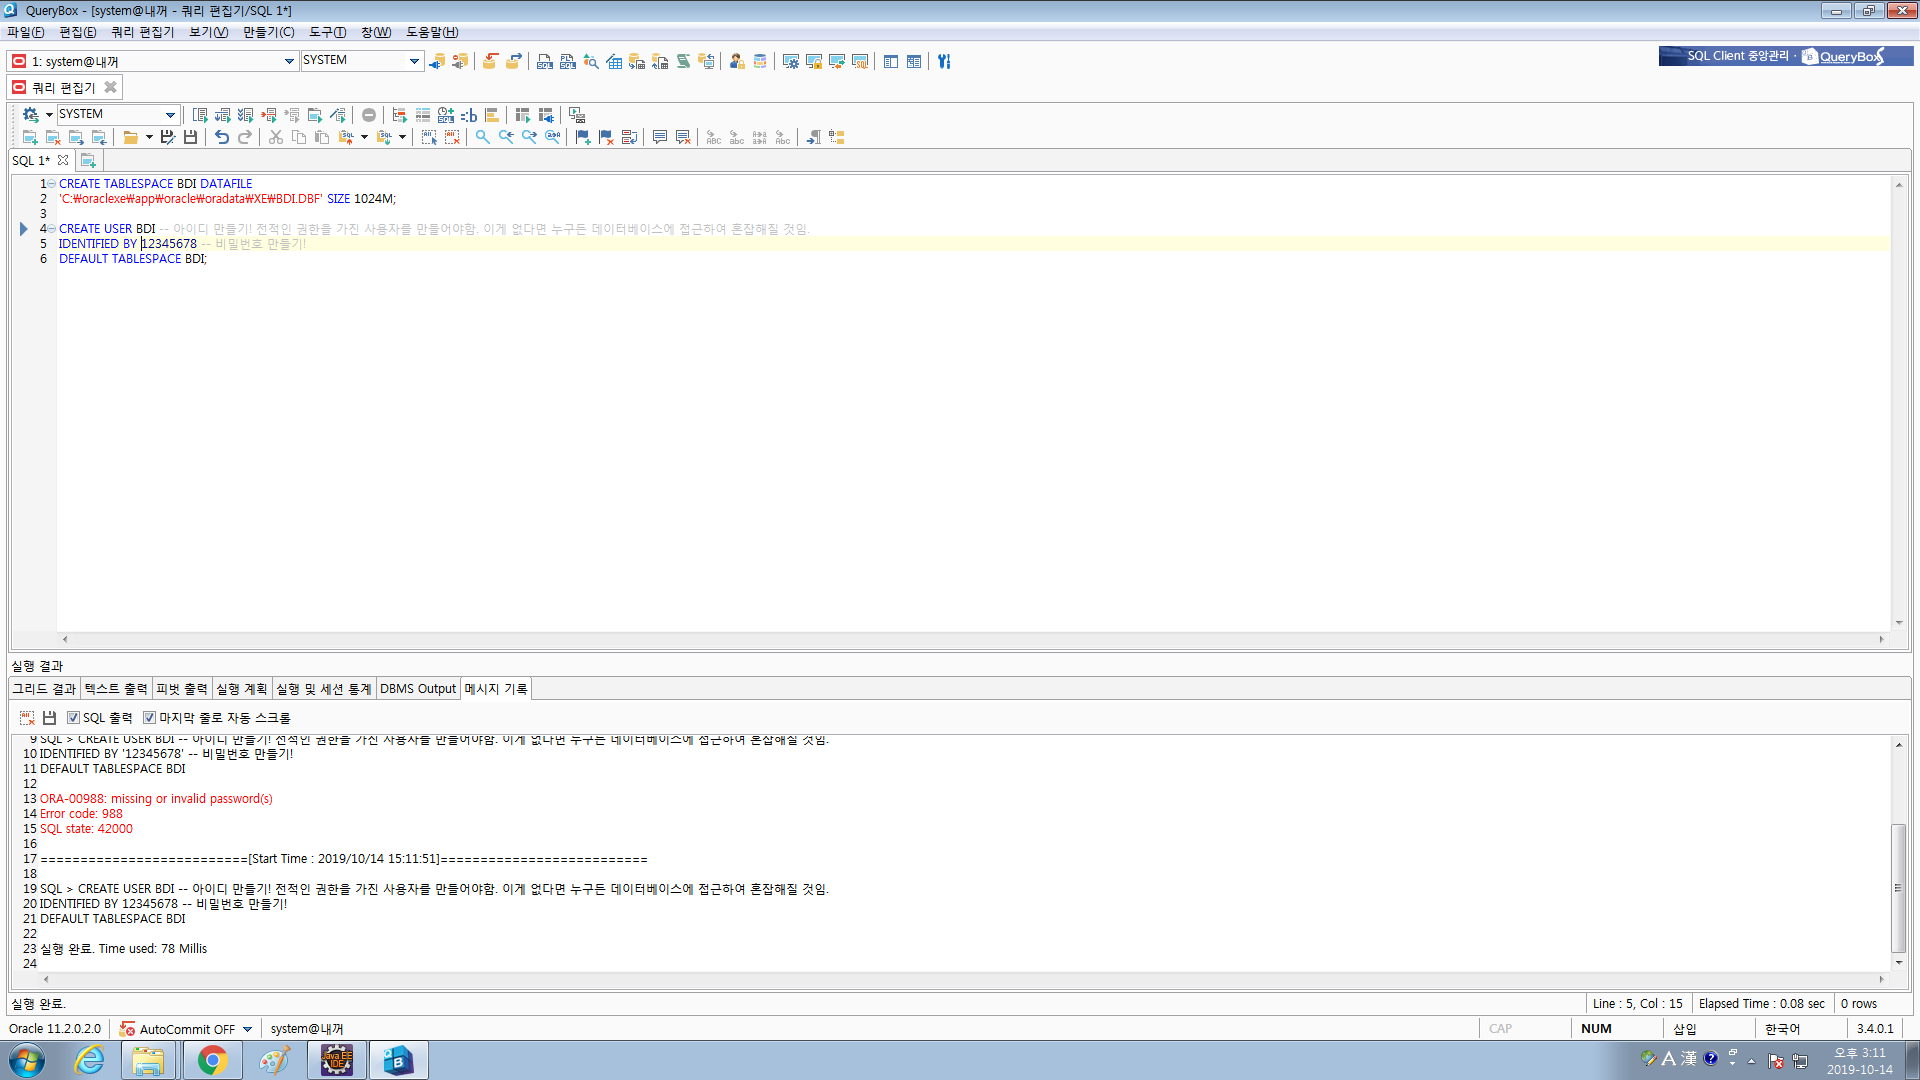 QueryBox - [system@내꺼 - 쿼리 편집기/SQL 1*]
파일(F) 편집(E) 쿼리 편집기 보기(V) 만들기(C) 도구(T) 창(W) 도움말(H)
1: system@내꺼 SYSTEM SQL Client 중앙관리 · QueryBox
쿼리 편집기
SYSTEM
SQL 1*
1 CREATE TABLESPACE BDI DATAFILE
2 'C:₩oraclexe₩app₩oracle₩oradata₩XE₩BDI.DBF' SIZE 1024M;
3
4 CREATE USER BDI -- 아이디 만들기! 전적인 권한을 가진 사용자를 만들어야함. 이게 없다면 누구든 데이터베이스에 접근하여 혼잡해질 것임.
5 IDENTIFIED BY 12345678 -- 비밀번호 만들기!
6 DEFAULT TABLESPACE BDI;
실행 결과
그리드 결과 텍스트 출력 피벗 출력 실행 계획 실행 및 세션 통계 DBMS Output 메시지 기록
SQL 출력 마지막 줄로 자동 스크롤
9 SQL > CREATE USER BDI -- 아이디 만들기! 전적인 권한을 가진 사용자를 만들어야함. 이게 없다면 누구든 데이터베이스에 접근하여 혼잡해질 것임.
10 IDENTIFIED BY '12345678' -- 비밀번호 만들기!
11 DEFAULT TABLESPACE BDI
12
13 ORA-00988: missing or invalid password(s)
14 Error code: 988
15 SQL state: 42000
16
17 ==========================[Start Time : 2019/10/14 15:11:51]==========================
18
19 SQL > CREATE USER BDI -- 아이디 만들기! 전적인 권한을 가진 사용자를 만들어야함. 이게 없다면 누구든 데이터베이스에 접근하여 혼잡해질 것임.
20 IDENTIFIED BY 12345678 -- 비밀번호 만들기!
21 DEFAULT TABLESPACE BDI
22
23 실행 완료. Time used: 78 Millis
24
실행 완료. Line : 5, Col : 15 Elapsed Time : 0.08 sec 0 rows
Oracle 11.2.0.2.0 AutoCommit OFF system@내꺼 CAP NUM 삽입 한국어 3.4.0.1
Java EE IDE B A 漢 오후 3:11
2019-10-14